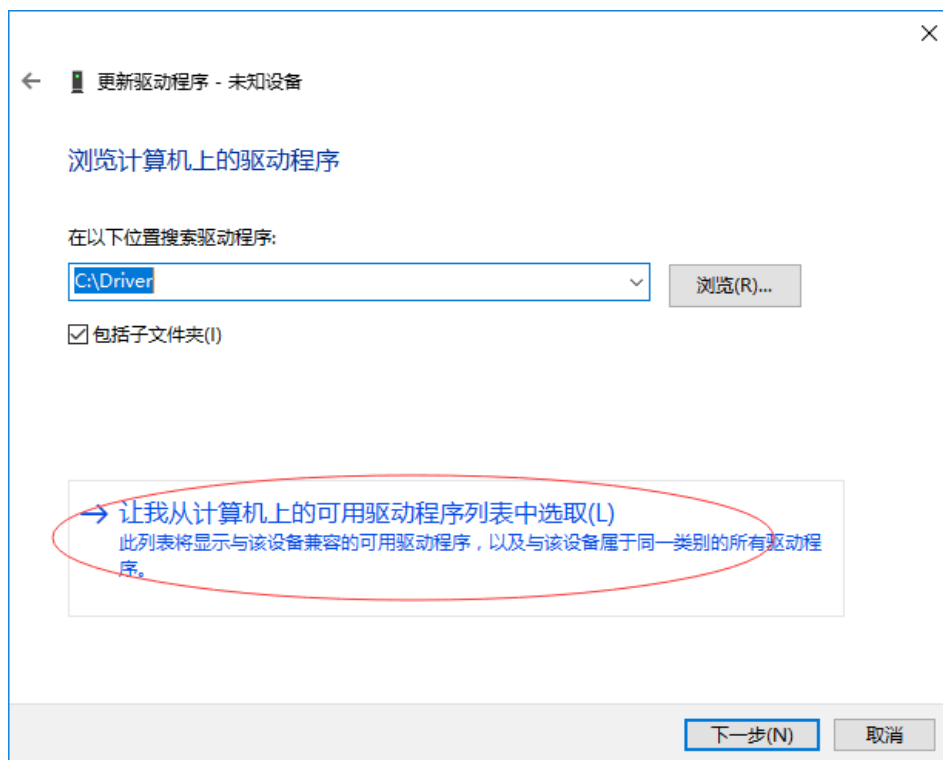 更新驱动程序 - 未知设备
浏览计算机上的驱动程序
在以下位置搜索驱动程序:
C:\Driver
浏览(R)...
包括子文件夹(I)
让我从计算机上的可用驱动程序列表中选取(L)
此列表将显示与该设备兼容的可用驱动程序，以及与该设备属于同一类别的所有驱动程
序。
下一步(N)
取消